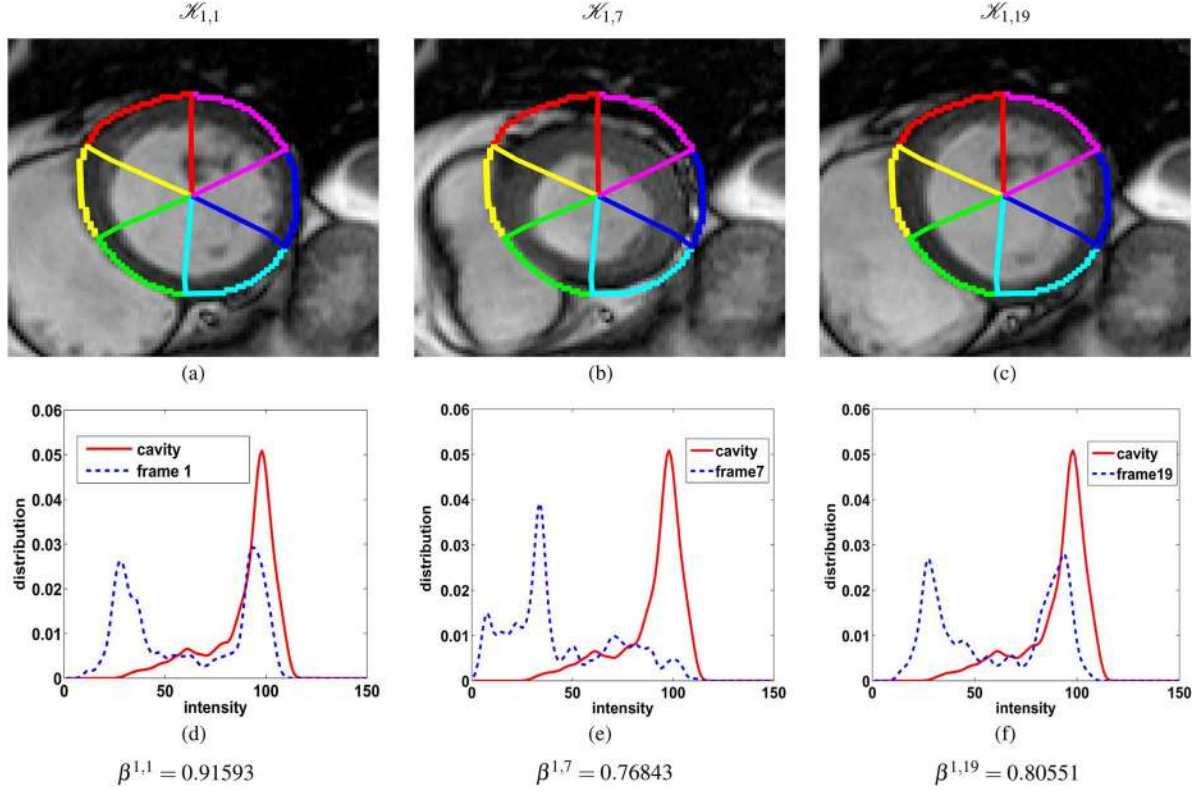 𝒦1,1 𝒦1,7 𝒦1,19
(a) (b) (c)
0.06
0.05
0.04
0.03
0.02
0.01
0
0 50 100 150
distribution
intensity
cavity
frame 1
(d)
0.06
0.05
0.04
0.03
0.02
0.01
0
0 50 100 150
distribution
intensity
cavity
frame7
(e)
0.06
0.05
0.04
0.03
0.02
0.01
0
0 50 100 150
distribution
intensity
cavity
frame19
(f)
β1,1 = 0.91593 β1,7 = 0.76843 β1,19 = 0.80551